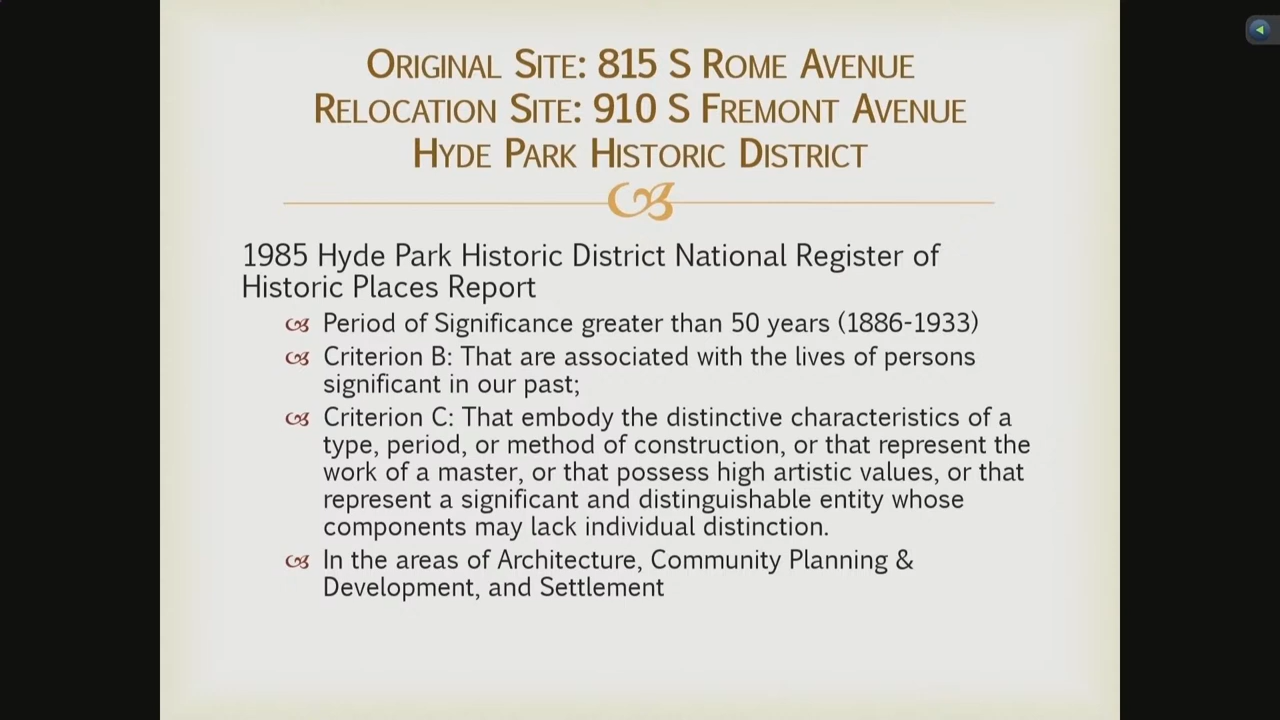 Original Site: 815 S Rome Avenue
Relocation Site: 910 S Fremont Avenue
Hyde Park Historic District
1985 Hyde Park Historic District National Register of
Historic Places Report
Period of Significance greater than 50 years (1886-1933)
Criterion B: That are associated with the lives of persons
significant in our past;
Criterion C: That embody the distinctive characteristics of a
type, period, or method of construction, or that represent the
work of a master, or that possess high artistic values, or that
represent a significant and distinguishable entity whose
components may lack individual distinction.
In the areas of Architecture, Community Planning &
Development, and Settlement